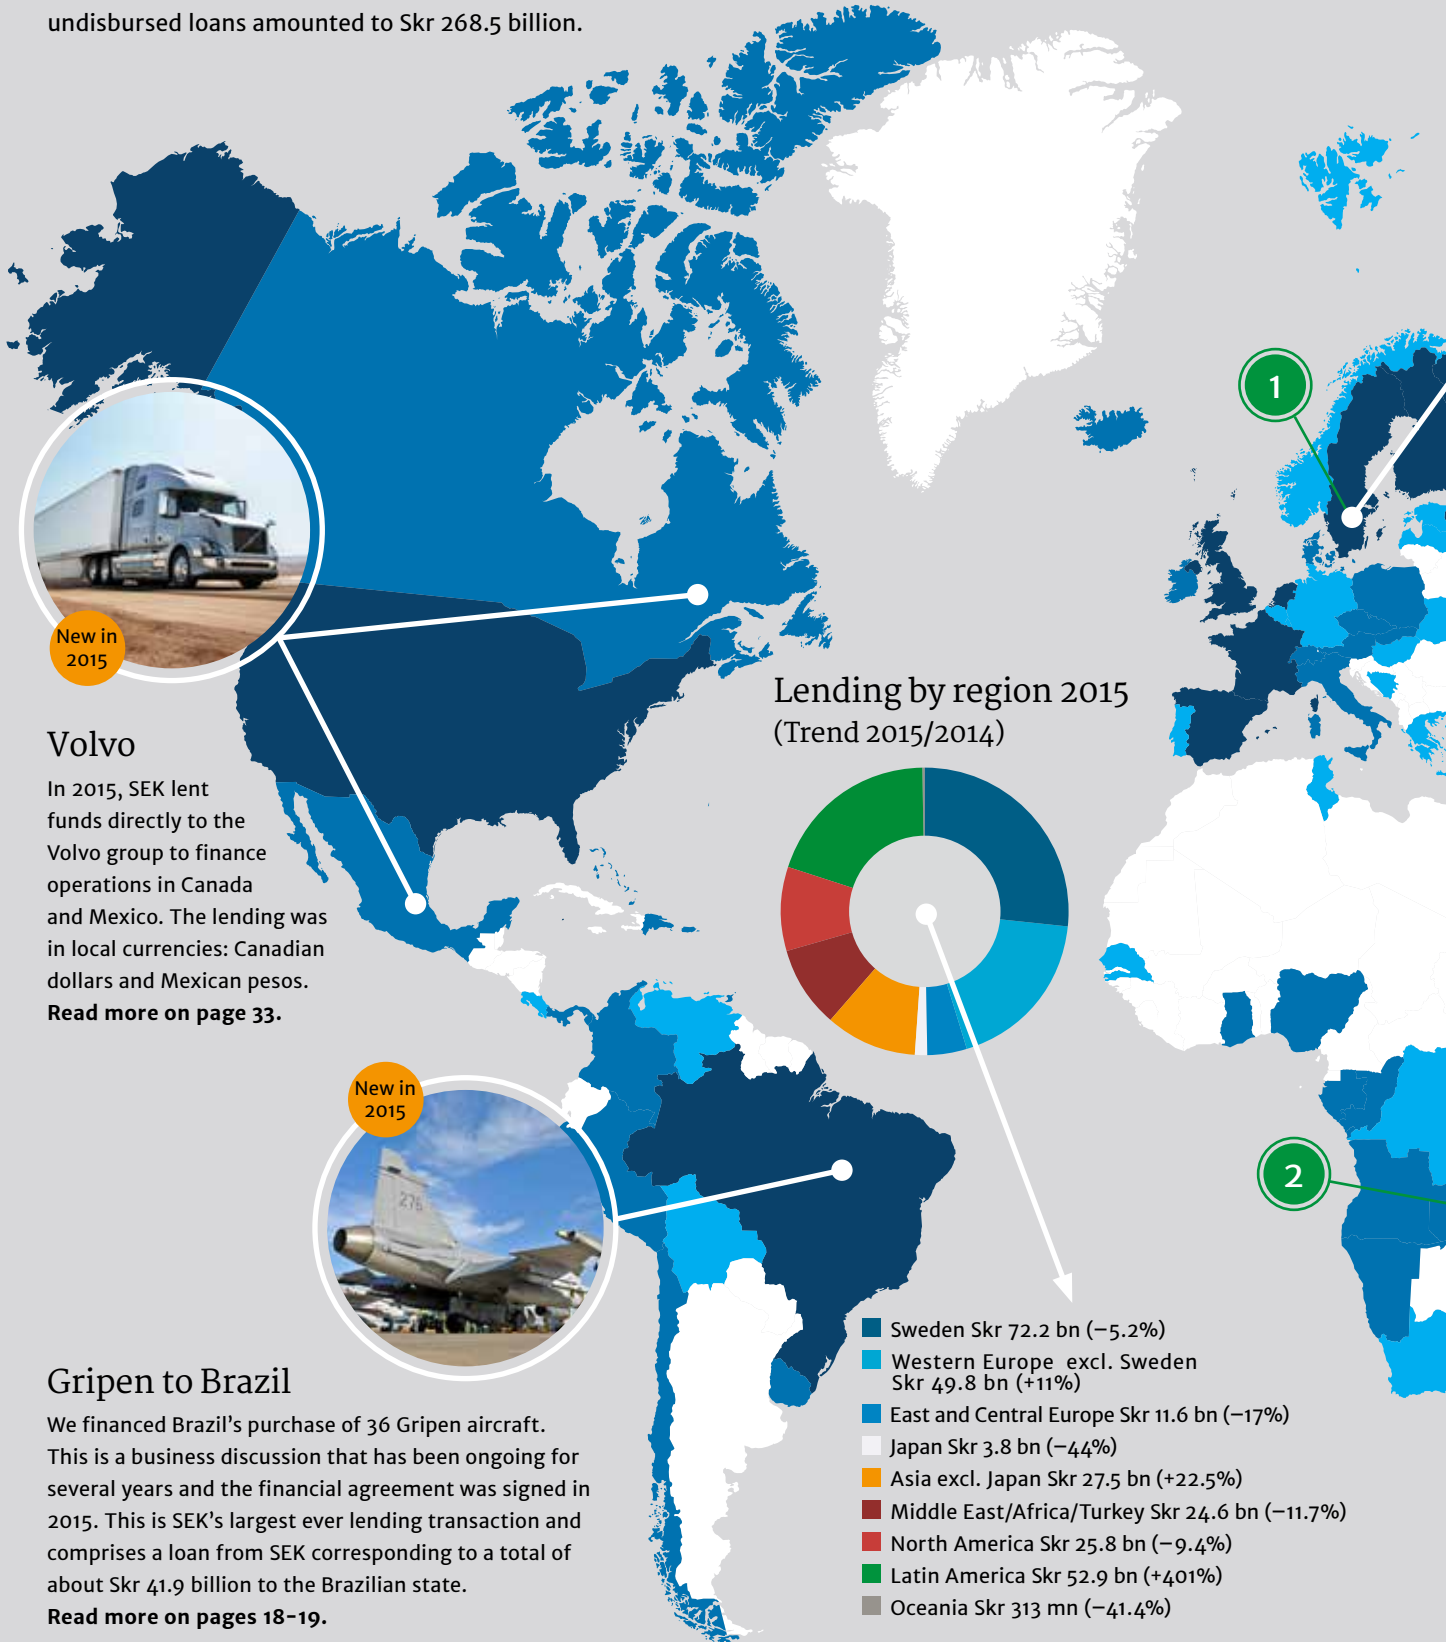 undisbursed loans amounted to Skr 268.5 billion.
1
New in
2015
Volvo
In 2015, SEK lent
funds directly to the
Volvo group to finance
operations in Canada
and Mexico. The lending was
in local currencies: Canadian
dollars and Mexican pesos.
Read more on page 33.
Lending by region 2015
(Trend 2015/2014)
New in
2015
276
2
Gripen to Brazil
We financed Brazil’s purchase of 36 Gripen aircraft.
This is a business discussion that has been ongoing for
several years and the financial agreement was signed in
2015. This is SEK’s largest ever lending transaction and
comprises a loan from SEK corresponding to a total of
about Skr 41.9 billion to the Brazilian state.
Read more on pages 18–19.
Sweden Skr 72.2 bn (–5.2%)
Western Europe excl. Sweden
Skr 49.8 bn (+11%)
East and Central Europe Skr 11.6 bn (–17%)
Japan Skr 3.8 bn (–44%)
Asia excl. Japan Skr 27.5 bn (+22.5%)
Middle East/Africa/Turkey Skr 24.6 bn (–11.7%)
North America Skr 25.8 bn (–9.4%)
Latin America Skr 52.9 bn (+401%)
Oceania Skr 313 mn (–41.4%)